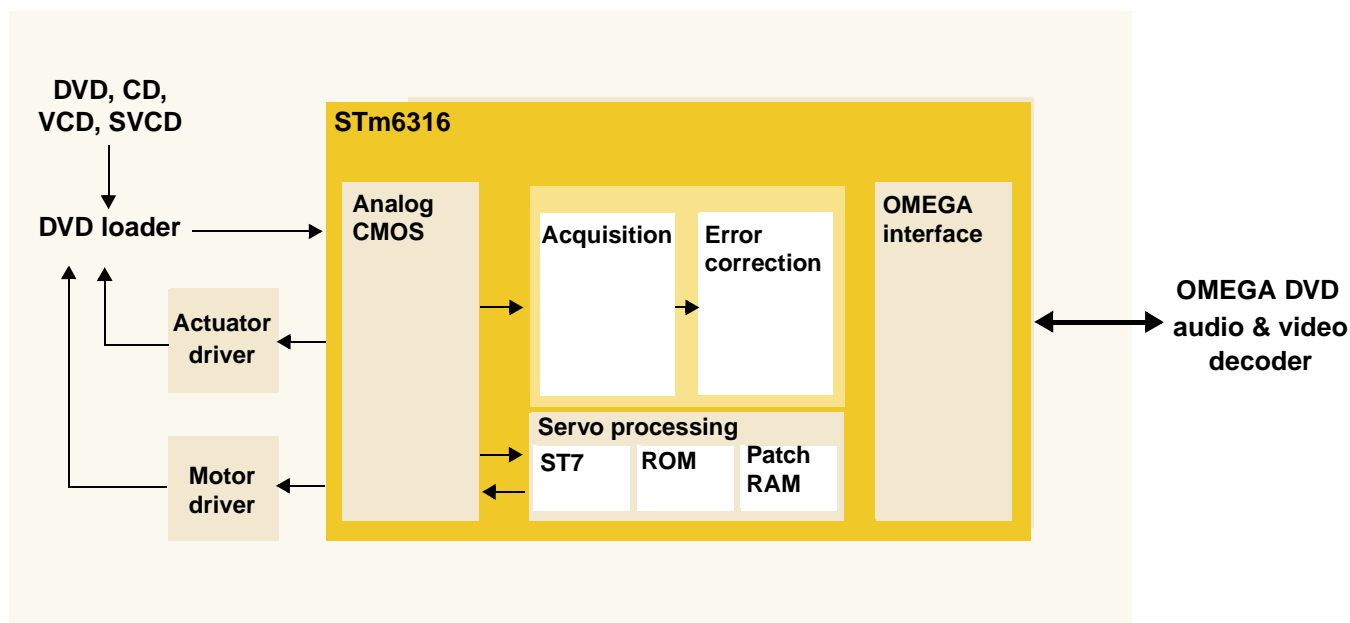 DVD, CD,
VCD, SVCD
DVD loader
Actuator
driver
Motor
driver
STm6316
Analog
CMOS
Acquisition
Error
correction
Servo processing
ST7
ROM
Patch
RAM
OMEGA
interface
OMEGA DVD
audio & video
decoder